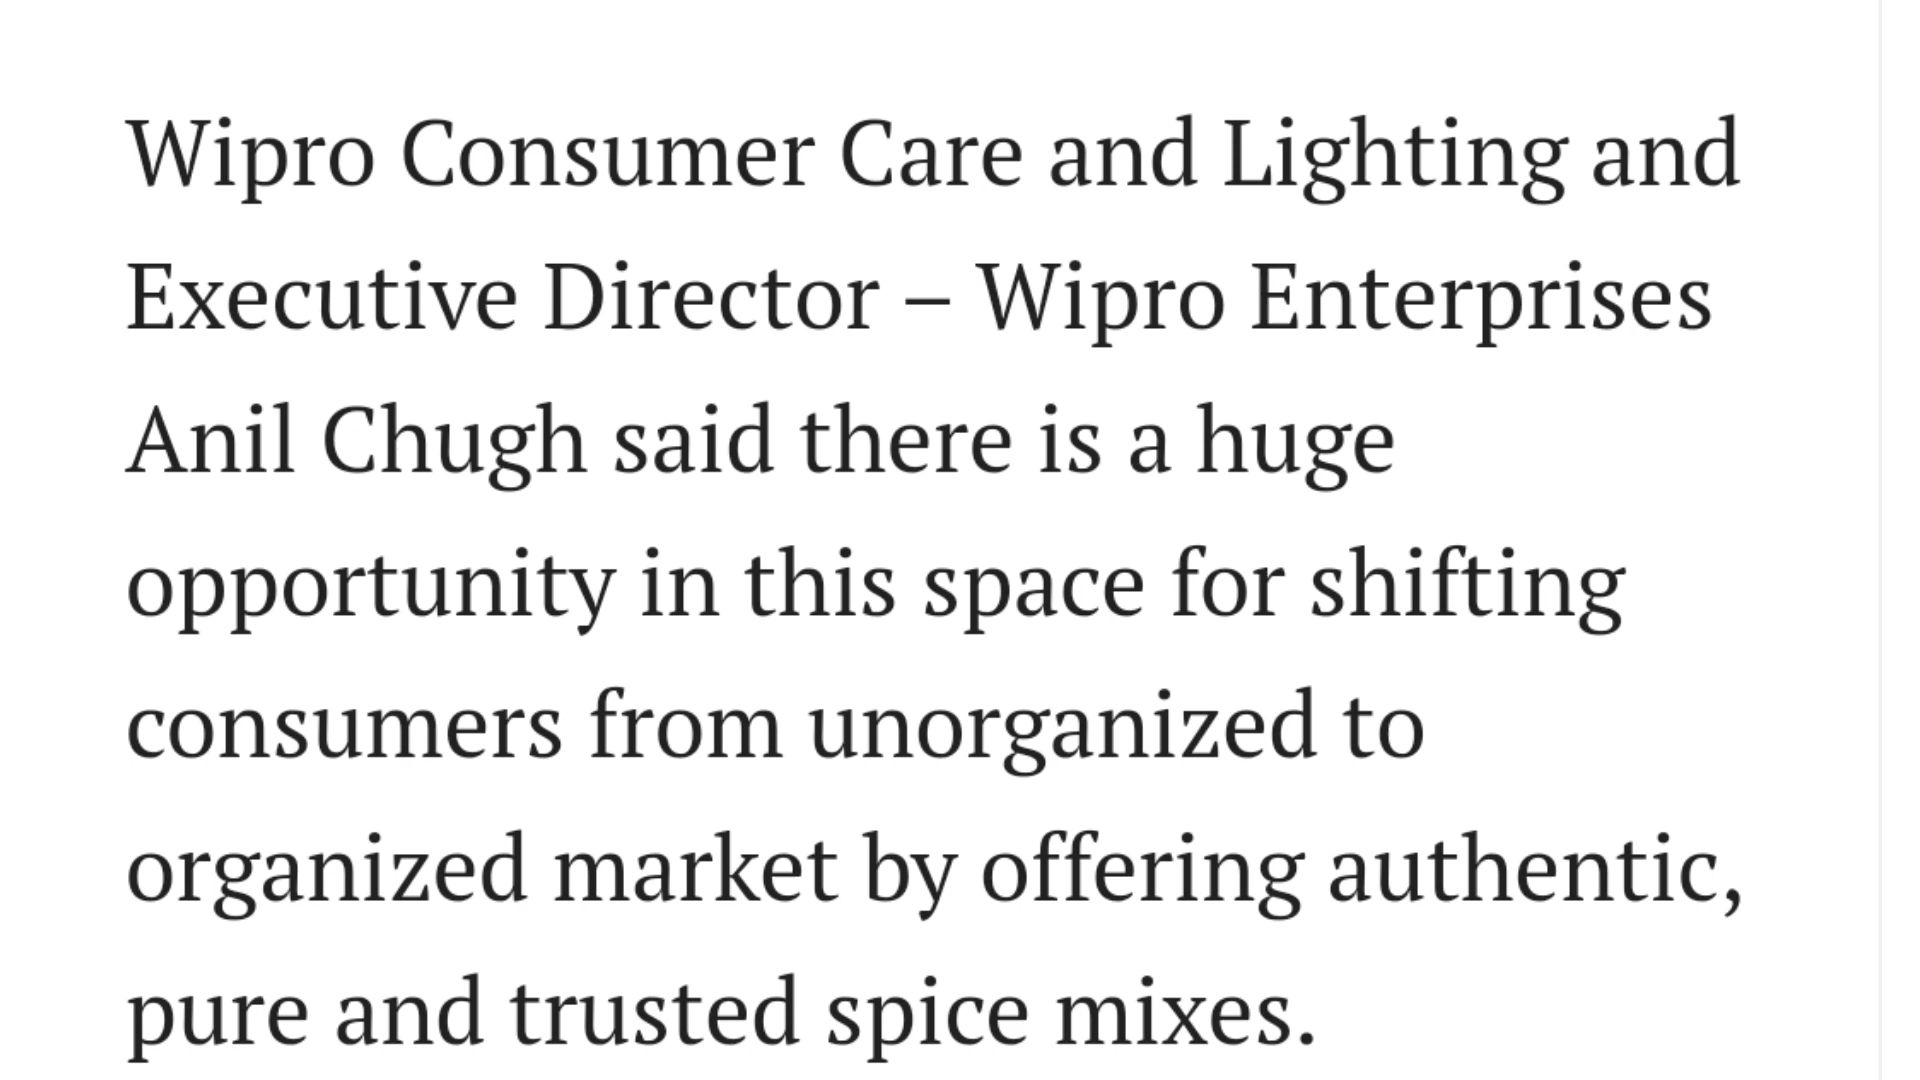 Wipro Consumer Care and Lighting and
Executive Director – Wipro Enterprises
Anil Chugh said there is a huge
opportunity in this space for shifting
consumers from unorganized to
organized market by offering authentic,
pure and trusted spice mixes.